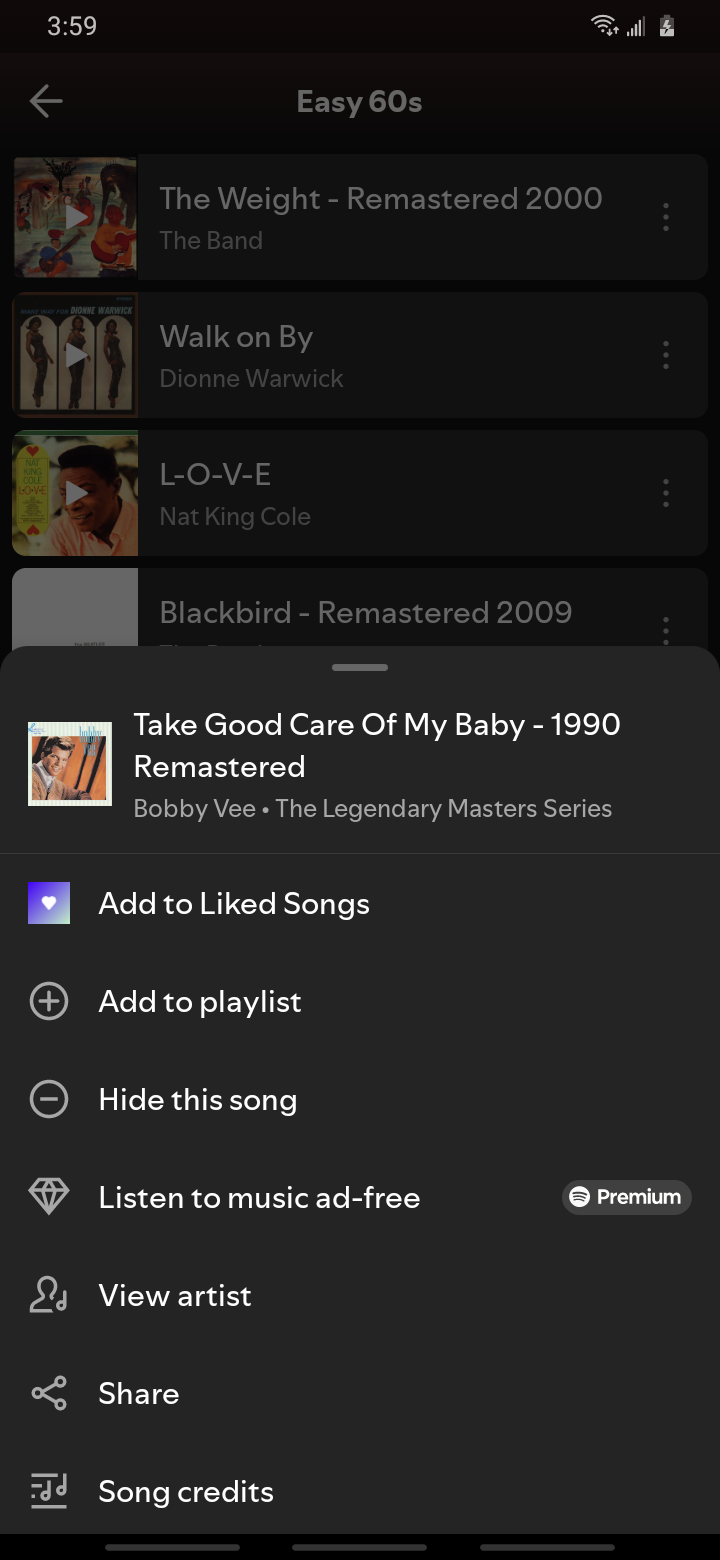 3:59
Easy 60s
The Weight - Remastered 2000
The Band
MAKE WAY FOR DIONNE WARWICK
Walk on By
Dionne Warwick
NAT
KING
COLE
L-O-V-E
L-O-V-E
Nat King Cole
Blackbird - Remastered 2009
Take Good Care Of My Baby - 1990
Remastered
Bobby Vee • The Legendary Masters Series
Add to Liked Songs
Add to playlist
Hide this song
Listen to music ad-free
Premium
View artist
Share
Song credits